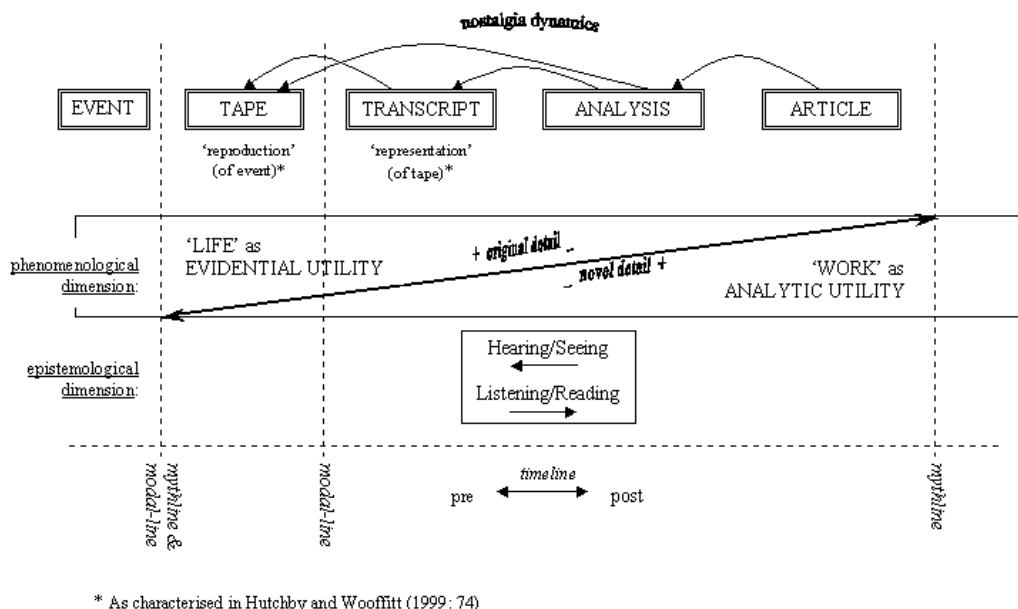 nostalgia dynamics
EVENT
TAPE
TRANSCRIPT
ANALYSIS
ARTICLE
‘reproduction’
(of event)*
‘representation’
(of tape)*
phenomenological
dimension:
‘LIFE’ as
EVIDENTIAL UTILITY
+ original detail _
_ novel detail +
‘WORK’ as
ANALYTIC UTILITY
epistemological
dimension:
Hearing/Seeing
Listening/Reading
mythline &
modal-line
modal-line
pre
timeline
post
mythline
* As characterised in Hutchby and Wooffitt (1999: 74)